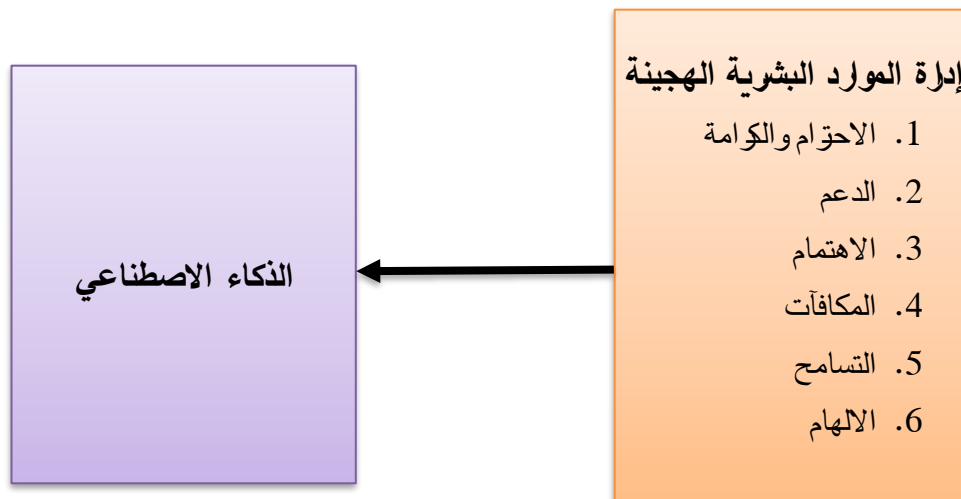 إدارة الموارد البشرية الهجينة
1. الاحترام والكرامة
2. الدعم
3. الاهتمام
4. المكافآت
5. التسامح
6. الالهام
الذكاء الاصطناعي